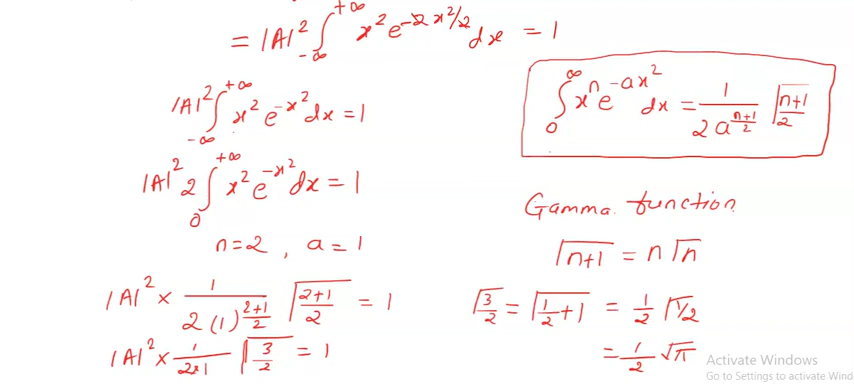 = |A|² ∫_{-∞}^{+∞} x² e^{-2x²/2} dx = 1
|A|² ∫_{-∞}^{+∞} x² e^{-x²} dx = 1
|A|² 2 ∫_{0}^{+∞} x² e^{-x²} dx = 1
n=2 , a=1
|A|² × 1/(2 (1)^{(2+1)/2}) Γ((2+1)/2) = 1
|A|² × 1/(2×1) Γ(3/2) = 1
∫_{0}^{∞} x^n e^{-ax²} dx = 1/(2 a^{(n+1)/2}) Γ((n+1)/2)
Gamma function
Γ(n+1) = n Γn
Γ(3/2) = Γ(1/2 + 1) = 1/2 Γ(1/2)
= 1/2 √π
Activate Windows
Go to Settings to activate Wind